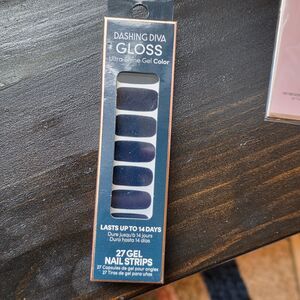 DASHING DIVA
GLOSS
Ultra Shine Gel Color
LASTS UP TO 14 DAYS
Dure jusqu'à 14 jours
Dura hasta 14 días
27 GEL
NAIL STRIPS
27 Capsules de gel pour ongles
27 Tiras de gel para uñas